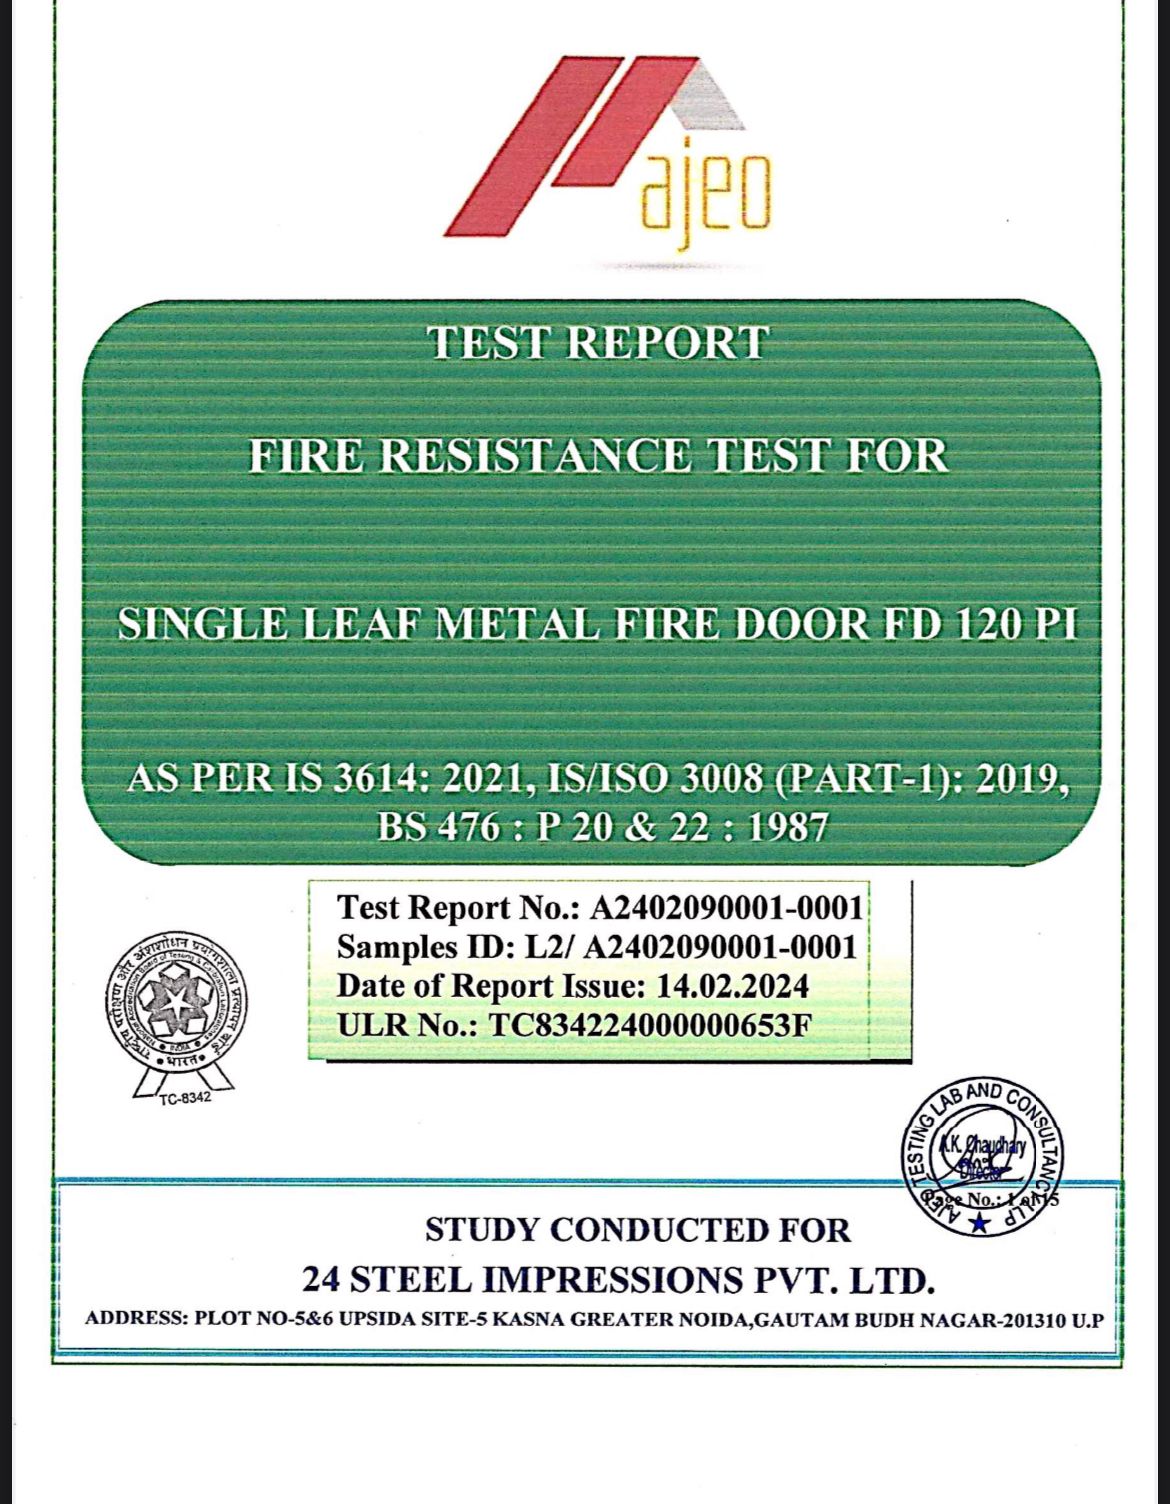 ajeo
TEST REPORT
FIRE RESISTANCE TEST FOR
SINGLE LEAF METAL FIRE DOOR FD 120 PI
AS PER IS 3614: 2021, IS/ISO 3008 (PART-1): 2019,
BS 476 : P 20 & 22 : 1987
Test Report No.: A2402090001-0001
Samples ID: L2/ A2402090001-0001
Date of Report Issue: 14.02.2024
ULR No.: TC834224000000653F
राष्ट्रीय परीक्षण और अंशशोधन प्रयोगशाला प्रत्यायन बोर्ड
National Accreditation Board of Testing & Calibration Laboratories
INDIA
भारत
TC-8342
AJEO TESTING LAB AND CONSULTANCY LLP
A.K. Chaudhary
Director
Page No.: 1 of 15
STUDY CONDUCTED FOR
24 STEEL IMPRESSIONS PVT. LTD.
ADDRESS: PLOT NO-5&6 UPSIDA SITE-5 KASNA GREATER NOIDA,GAUTAM BUDH NAGAR-201310 U.P